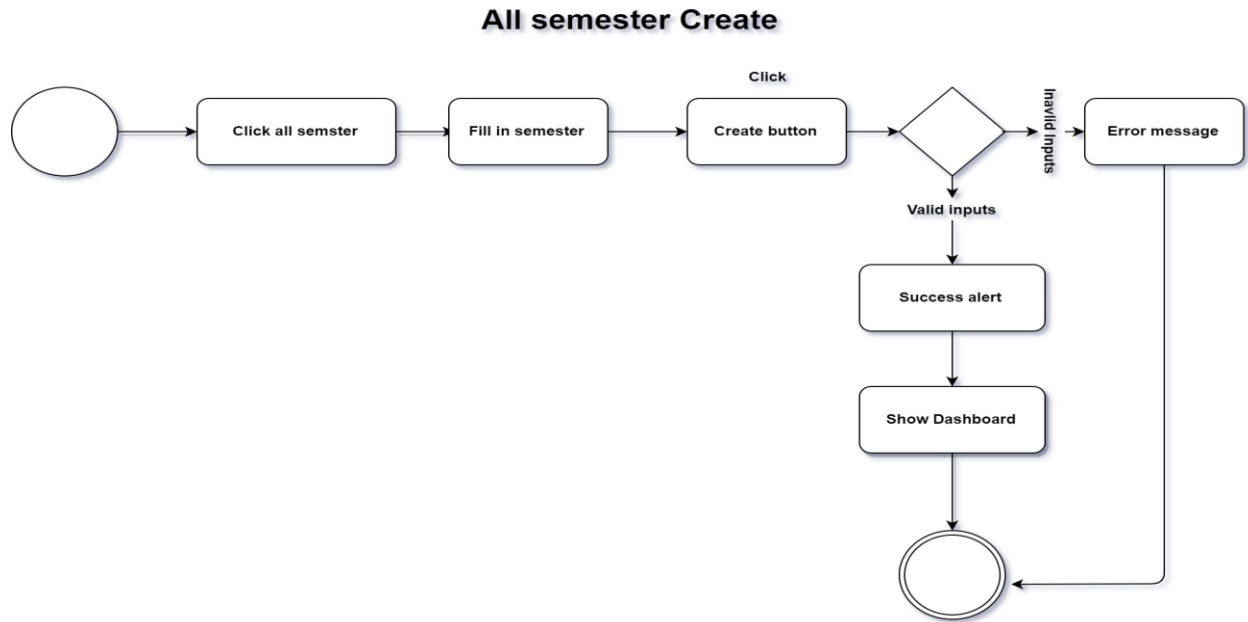 All semester Create
Click
Click all semster
Fill in semester
Create button
Inavlid Inputs
Error message
Valid inputs
Success alert
Show Dashboard